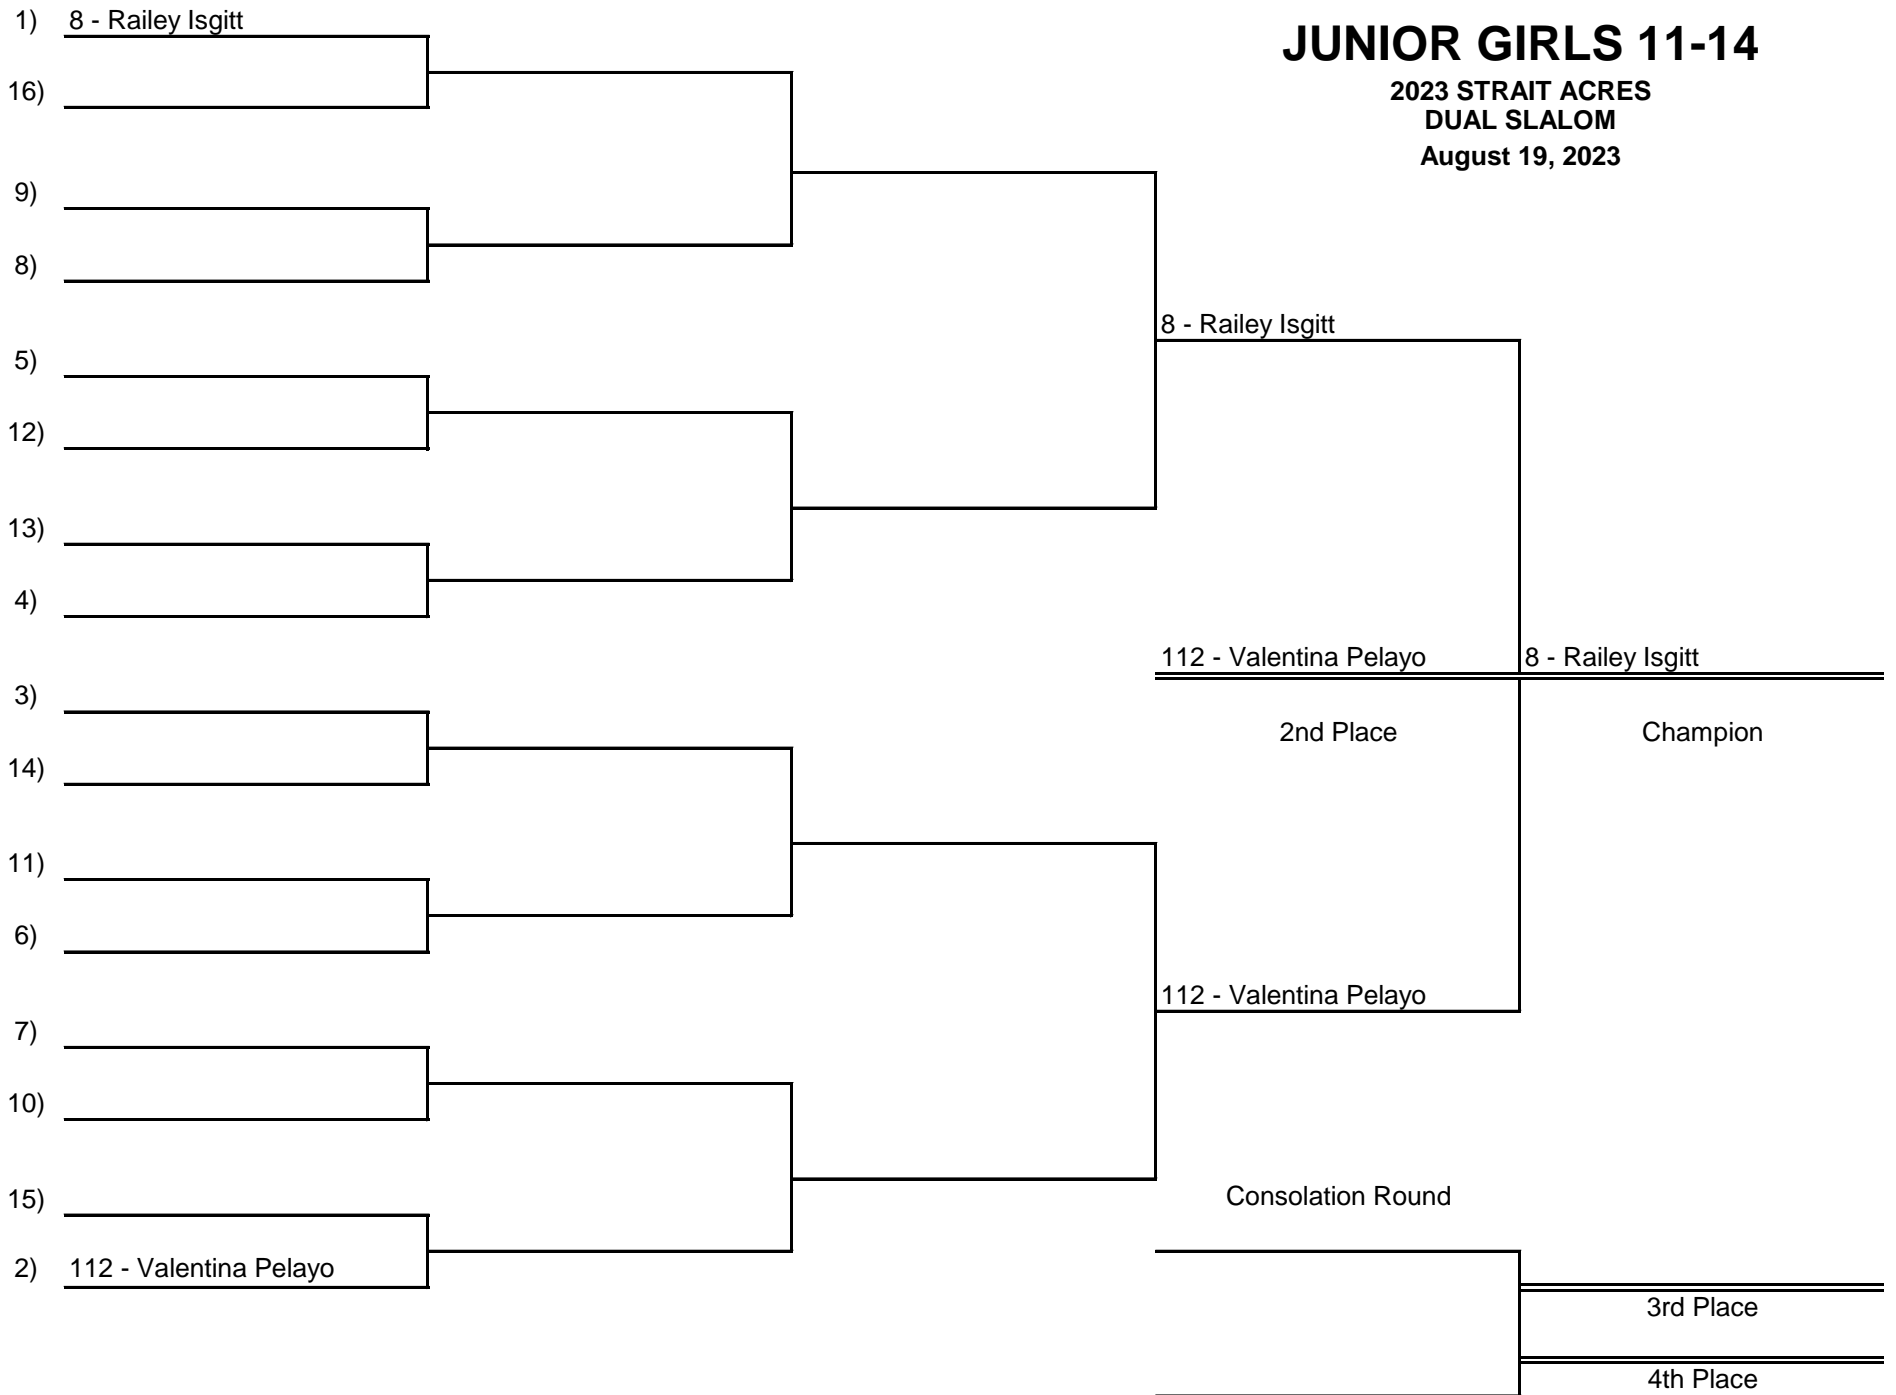 JUNIOR GIRLS 11-14
2023 STRAIT ACRES
DUAL SLALOM
August 19, 2023
1) 8 - Railey Isgitt
16)
9)
8)
8 - Railey Isgitt
5)
12)
13)
4)
112 - Valentina Pelayo 8 - Railey Isgitt
3)
2nd Place Champion
14)
11)
6)
112 - Valentina Pelayo
7)
10)
15)
Consolation Round
2) 112 - Valentina Pelayo
3rd Place
4th Place